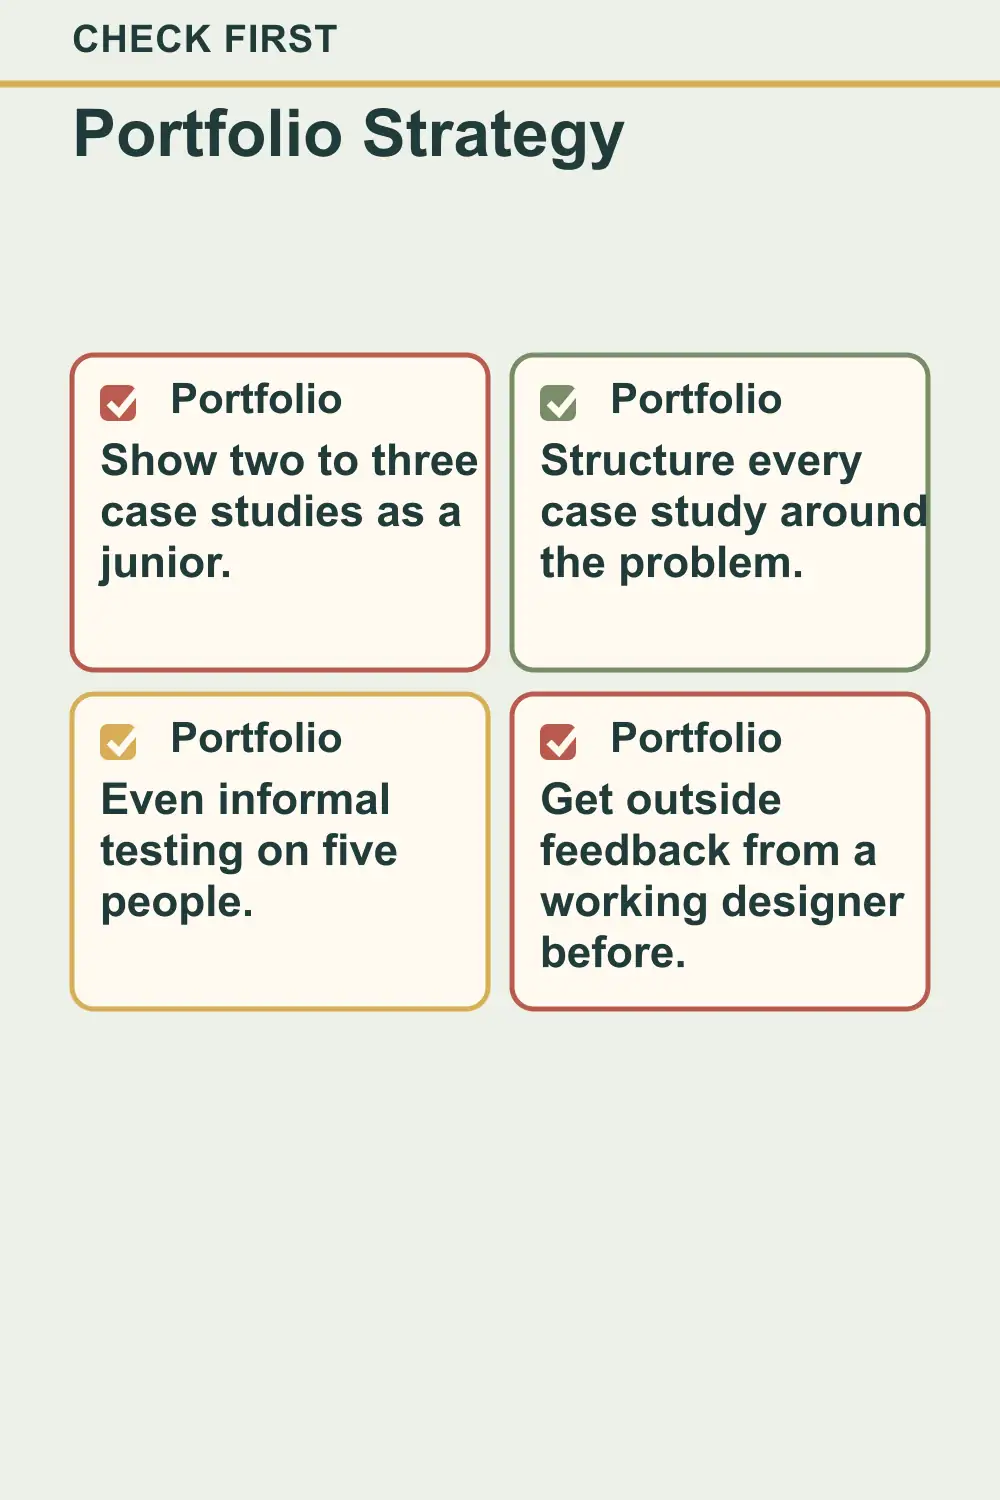 CHECK FIRST
Portfolio Strategy
Portfolio
Show two to three
case studies as a
junior.
Portfolio
Structure every
case study around
the problem.
Portfolio
Even informal
testing on five
people.
Portfolio
Get outside
feedback from a
working designer
before.